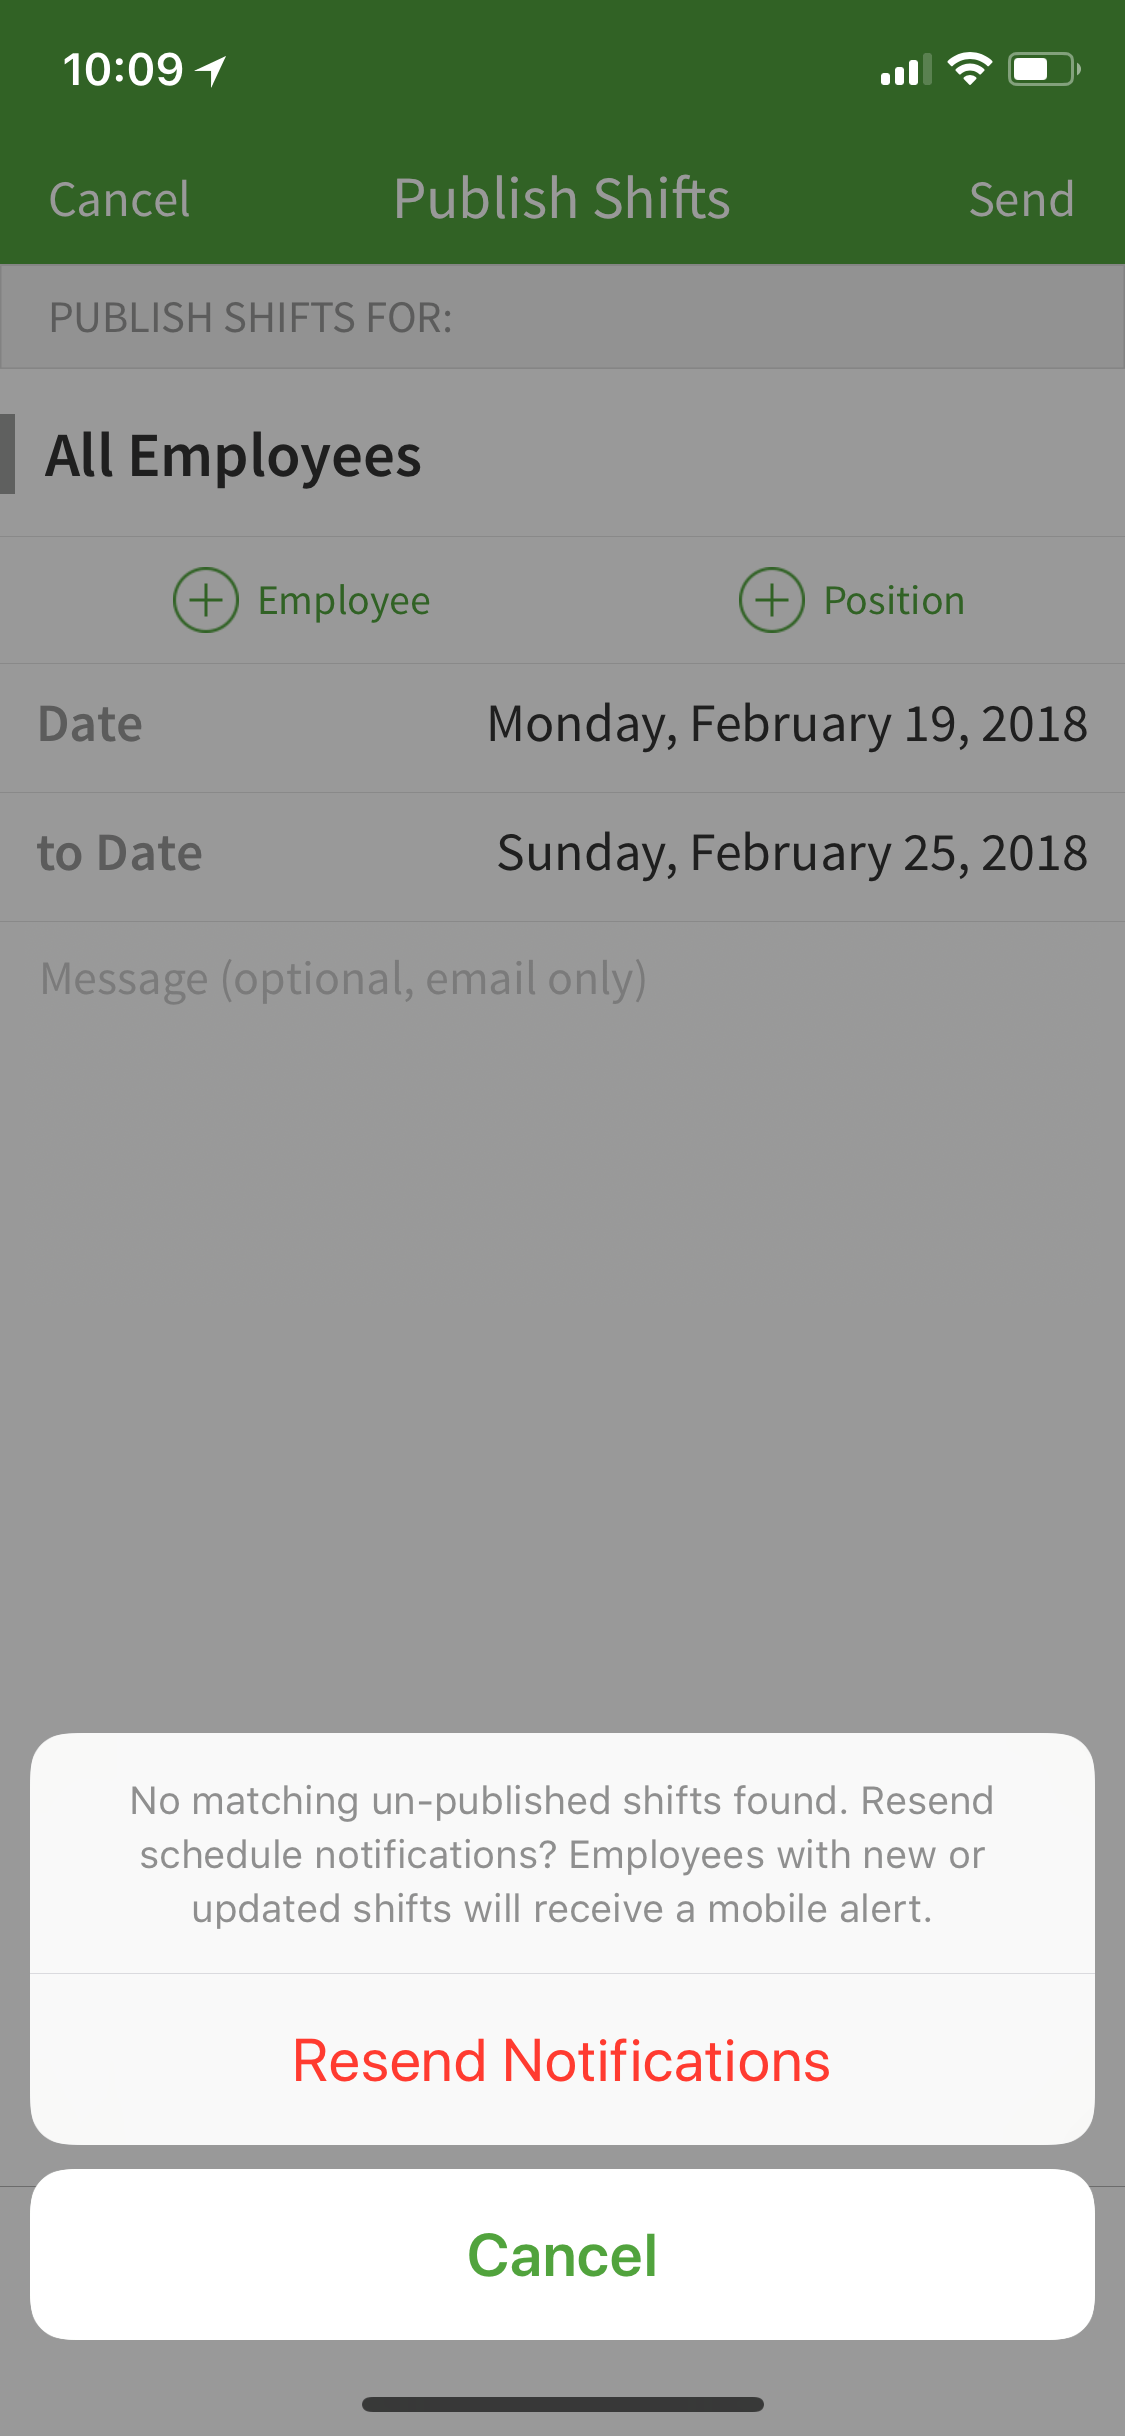 10:09
Cancel Publish Shifts Send
PUBLISH SHIFTS FOR:
All Employees
Employee Position
Date Monday, February 19, 2018
to Date Sunday, February 25, 2018
Message (optional, email only)
No matching un-published shifts found. Resend
schedule notifications? Employees with new or
updated shifts will receive a mobile alert.
Resend Notifications
Cancel